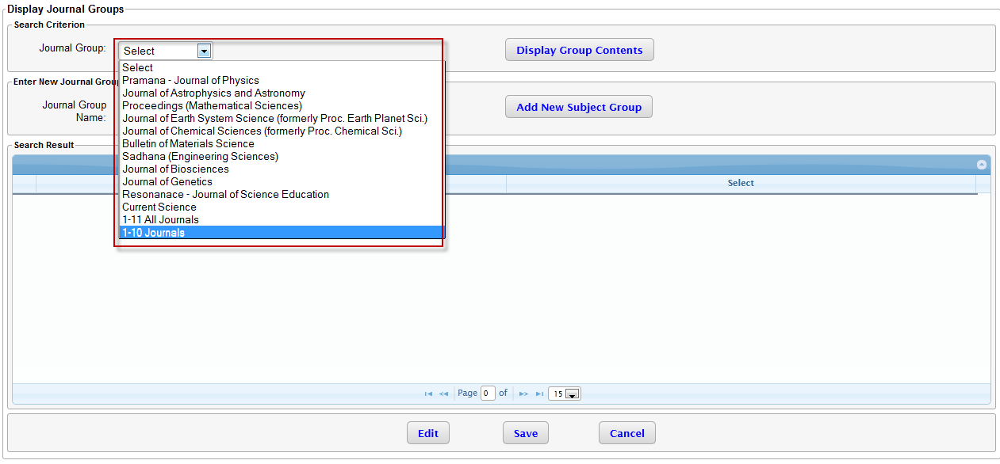 Display Journal Groups
Search Criterion
Journal Group:
Select
Display Group Contents
Select
Pramana - Journal of Physics
Journal of Astrophysics and Astronomy
Proceedings (Mathematical Sciences)
Journal of Earth System Science (formerly Proc. Earth Planet Sci.)
Journal of Chemical Sciences (formerly Proc. Chemical Sci.)
Bulletin of Materials Science
Sadhana (Engineering Sciences)
Journal of Biosciences
Journal of Genetics
Resonanace - Journal of Science Education
Current Science
1-11 All Journals
1-10 Journals
Enter New Journal Grou
Journal Group
Name:
Add New Subject Group
Search Result
Select
Page 0 of 15
Edit Save Cancel